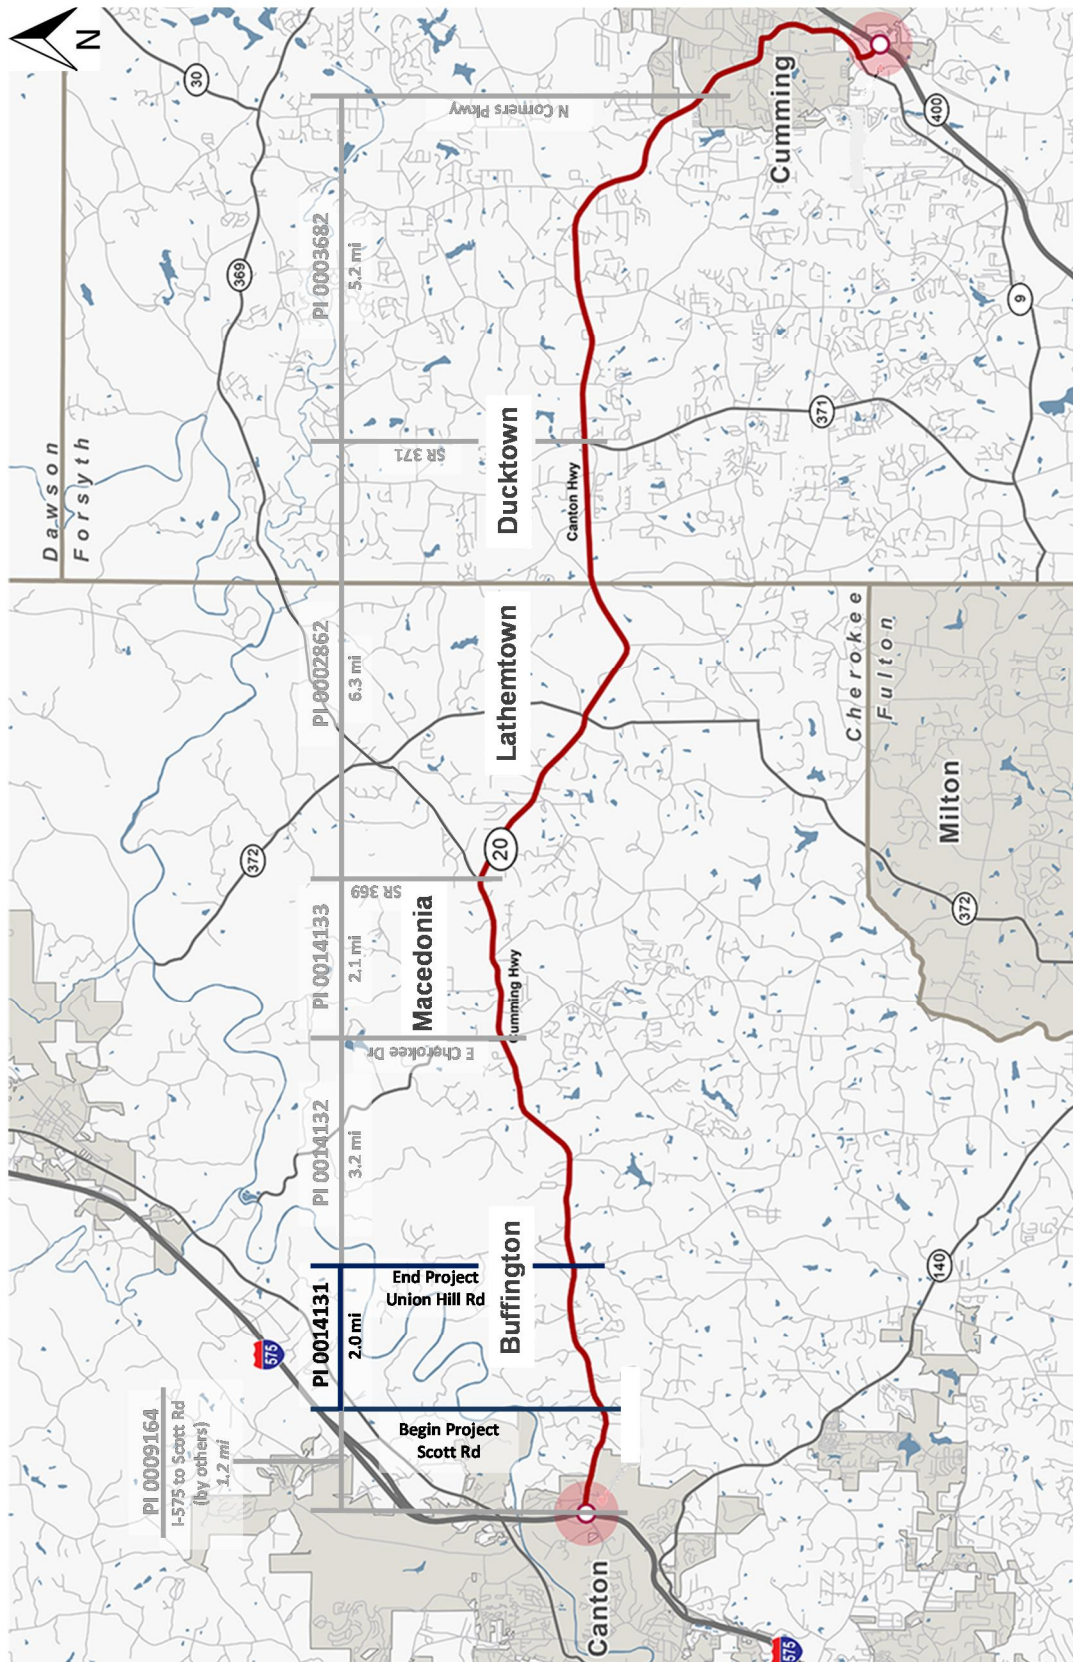 N
30
369
Dawson
Forsyth
N Corners Pkwy
PI 0003682
5.2 mi
Cumming
400
9
371
SR 371
Ducktown
Canton Hwy
PI 0002862
6.3 mi
Lathemtown
Cherokee
Fulton
Milton
372
372
20
SR 369
PI 0014133
2.1 mi
Macedonia
Cumming Hwy
E Cherokee Dr
PI 0014132
3.2 mi
Buffington
140
575
PI 0014131
2.0 mi
End Project
Union Hill Rd
Begin Project
Scott Rd
PI 0009164
I-575 to Scott Rd
(by others)
1.2 mi
Canton
575